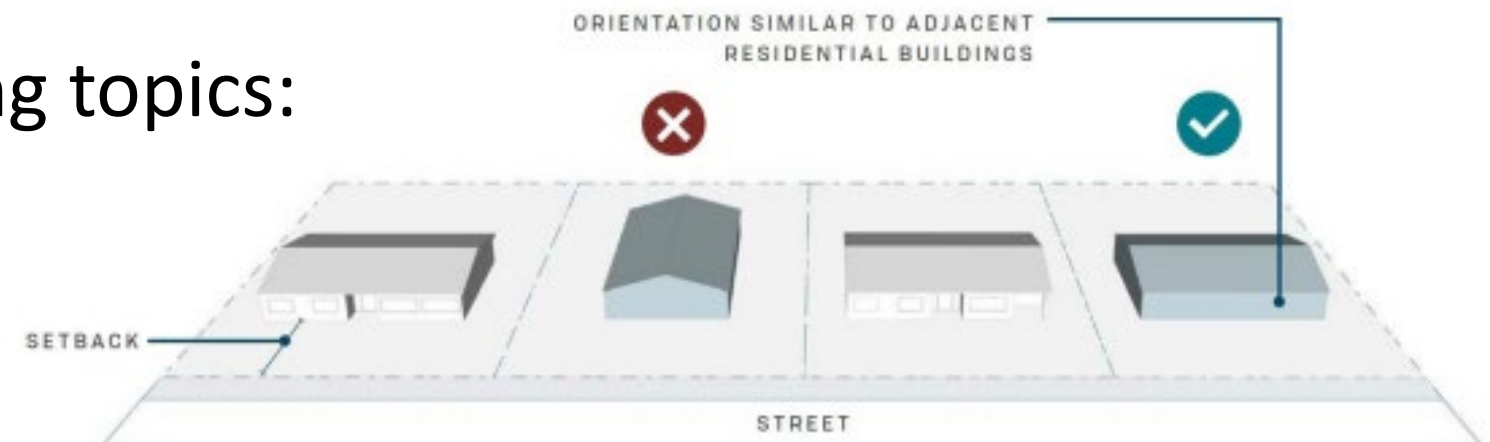 ORIENTATION SIMILAR TO ADJACENT
RESIDENTIAL BUILDINGS
g topics:
SETBACK
STREET